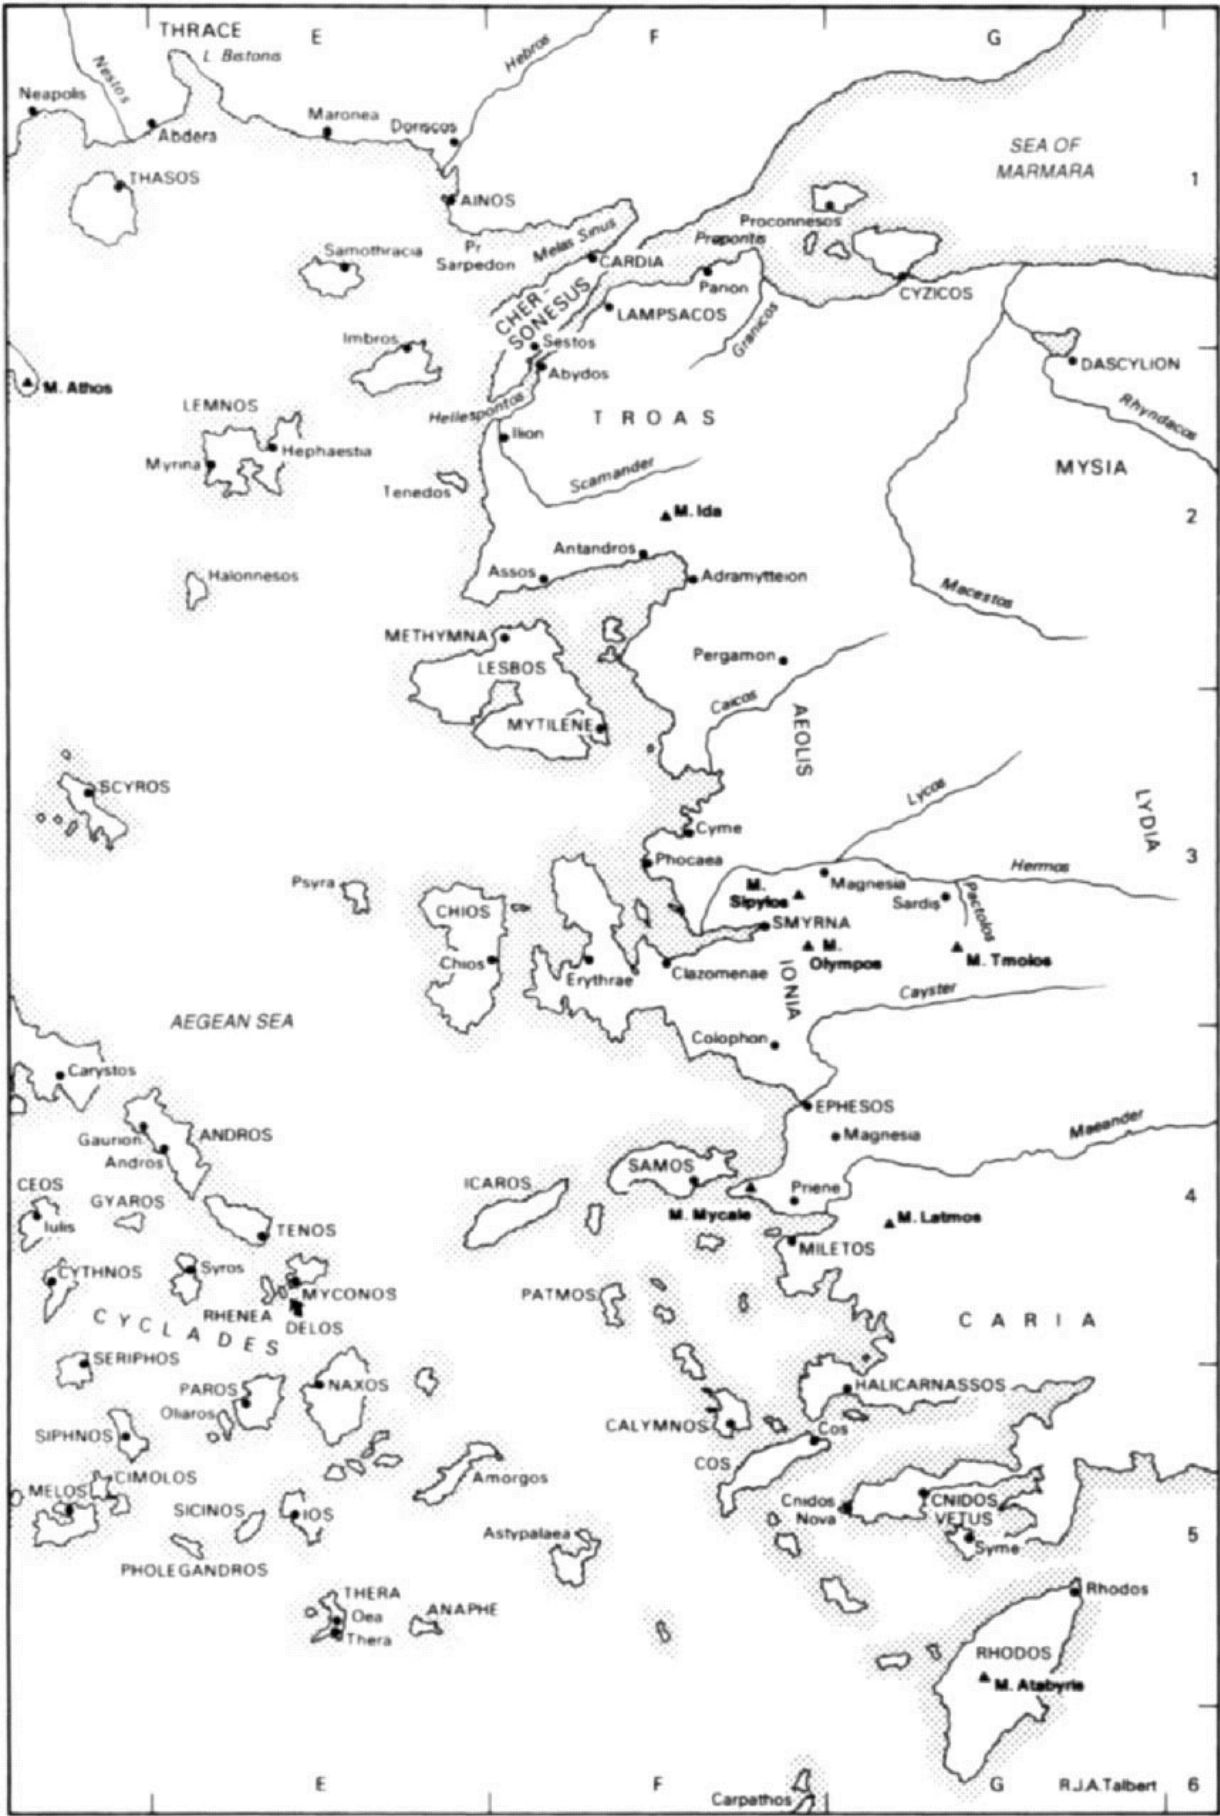 THRACE
E
F
G
L Bistonis
Hebros
Nestos
Neapolis
Abdera
Maronea
Doriscos
SEA OF
MARMARA
1
THASOS
AINOS
Proconnesos
Samothracia
Pr
Sarpedon
Melas Sinus
Propontis
CARDIA
Parion
CYZICOS
CHER-
SONESUS
LAMPSACOS
Granicos
Imbros
Sestos
Abydos
DASCYLION
M. Athos
LEMNOS
Hellespontos
TROAS
Rhyndacos
Ilion
Hephaestia
Myrina
MYSIA
Scamander
Tenedos
M. Ida
2
Antandros
Halonnesos
Assos
Adramytteion
Macestos
METHYMNA
LESBOS
Pergamon
Caicos
MYTILENE
AEOLIS
SCYROS
Lycos
LYDIA
Cyme
3
Phocaea
Hermos
Psyra
M.
Sipylos
Magnesia
Sardis
Pactolos
CHIOS
SMYRNA
Chios
Erythrae
Clazomenae
M.
Olympos
M. Tmolos
IONIA
Cayster
AEGEAN SEA
Colophon
Carystos
EPHESOS
Gaurion
ANDROS
Magnesia
Maeander
Andros
CEOS
GYAROS
ICAROS
SAMOS
Priene
4
Iulis
M. Mycale
M. Latmos
TENOS
MILETOS
CYTHNOS
Syros
MYCONOS
PATMOS
RHENEA
DELOS
CYCLADES
CARIA
SERIPHOS
PAROS
NAXOS
HALICARNASSOS
Oliaros
CALYMNOS
Cos
SIPHNOS
COS
CIMOLOS
Amorgos
MELOS
SICINOS
IOS
Cnidos
Nova
CNIDOS
VETUS
Astypalaea
5
Syme
PHOLEGANDROS
THERA
Oea
Thera
ANAPHE
Rhodos
RHODOS
M. Atabyris
E
F
G
R.J.A.Talbert
6
Carpathos